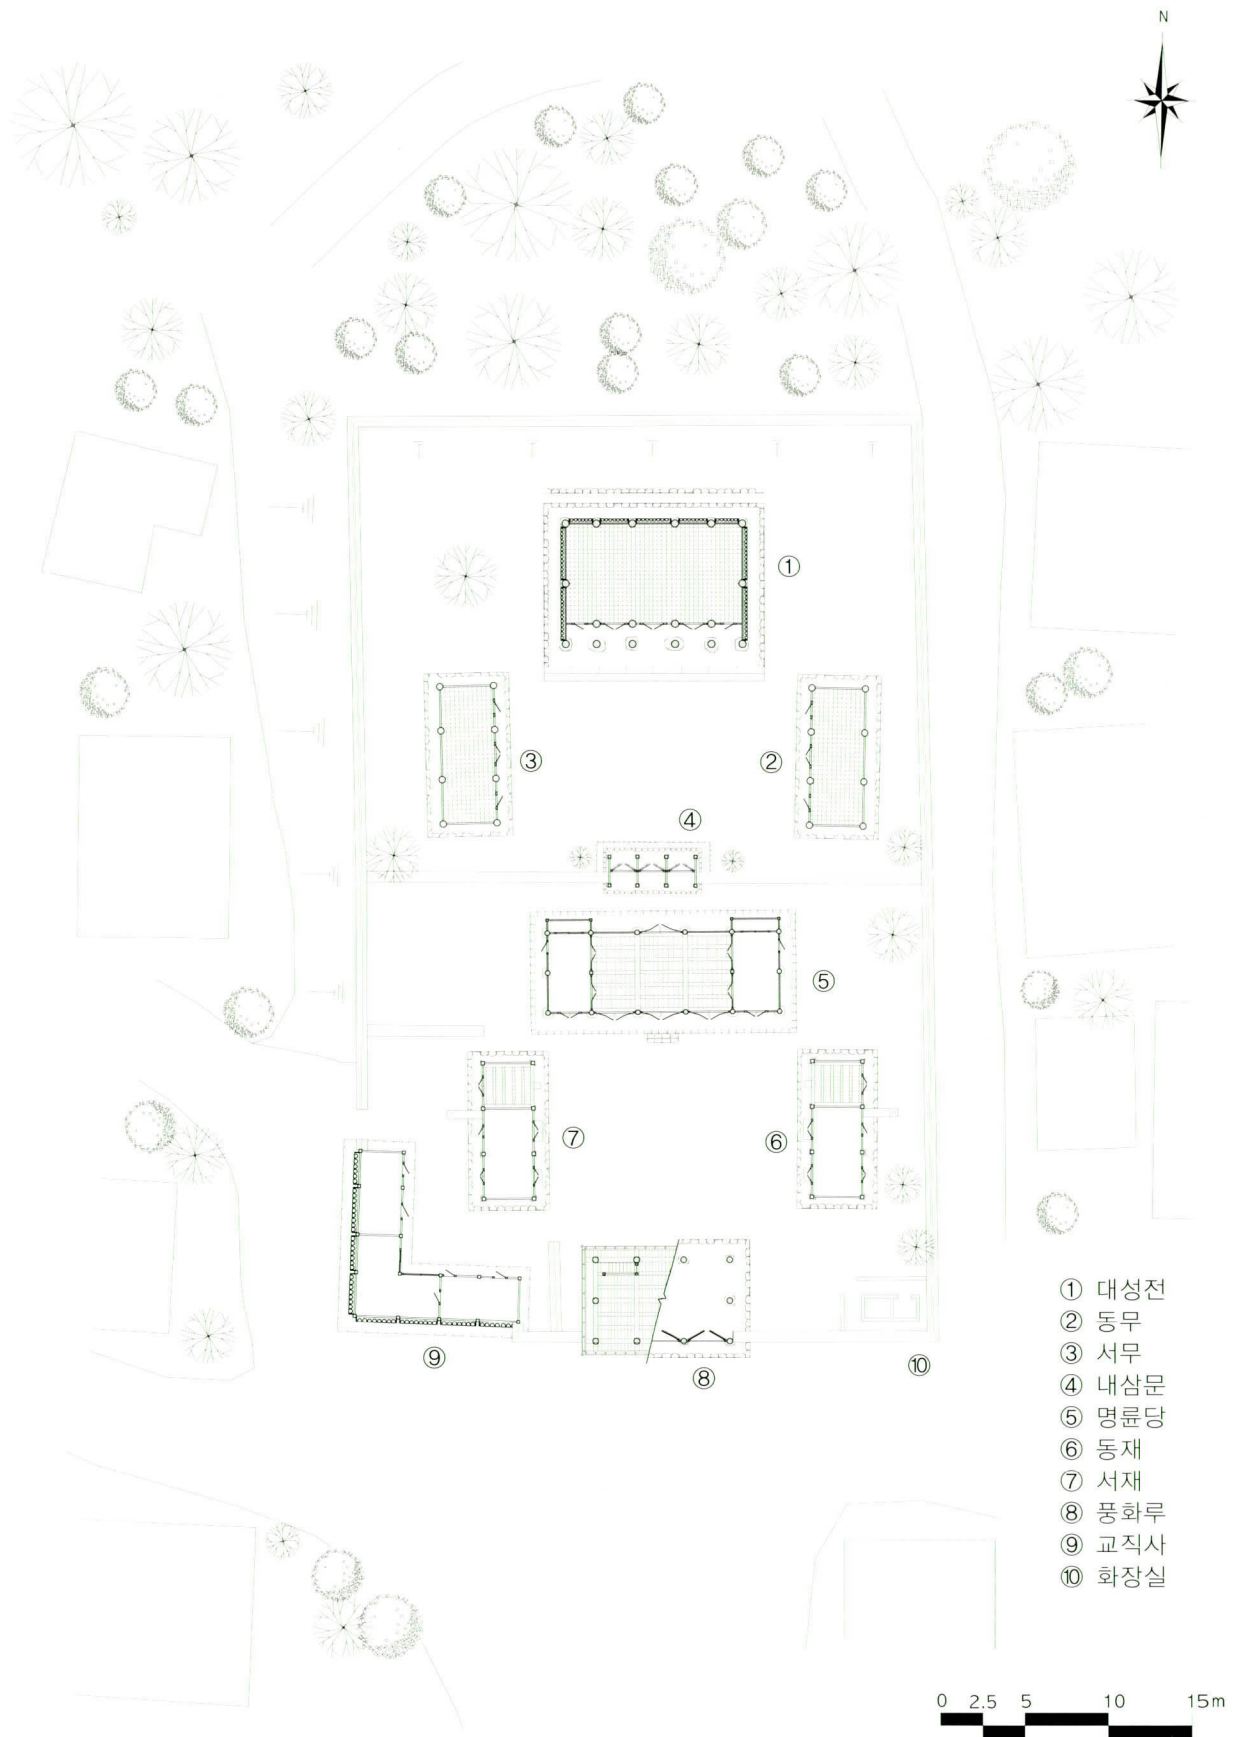 N
①
③
②
④
⑤
⑦
⑥
⑨
⑧
⑩
① 대성전
② 동무
③ 서무
④ 내삼문
⑤ 명륜당
⑥ 동재
⑦ 서재
⑧ 풍화루
⑨ 교직사
⑩ 화장실
0 2.5 5 10 15m